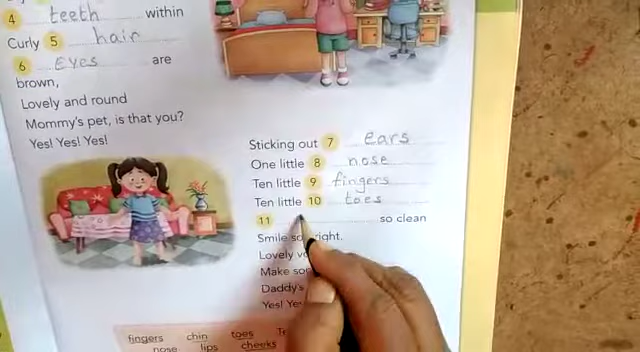 4 teeth within
Curly 5 hair
6 eyes are
brown,
Lovely and round
Mommy's pet, is that you?
Yes! Yes! Yes!
Sticking out 7 ears
One little 8 nose
Ten little 9 fingers
Ten little 10 toes
11 so clean
Smile so right.
Lovely
Make
Daddy's
Yes!
fingers chin toes
nose lips cheeks